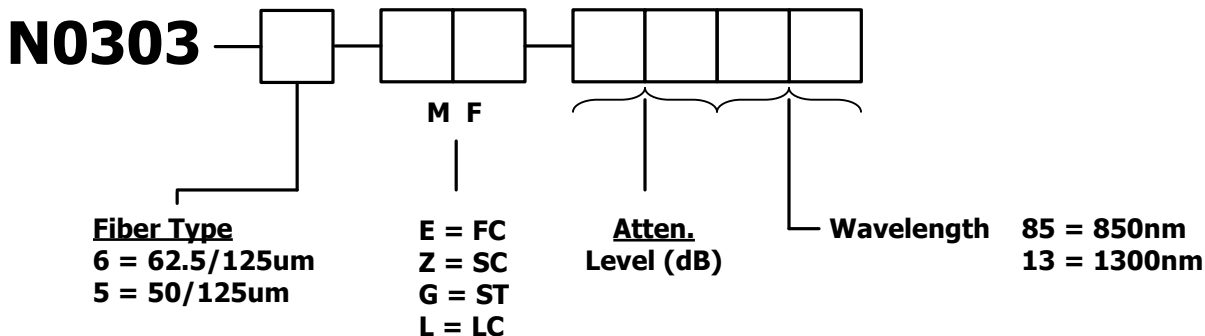 N0303
M F
Fiber Type
6 = 62.5/125um
5 = 50/125um
E = FC
Z = SC
G = ST
L = LC
Atten.
Level (dB)
Wavelength 85 = 850nm
13 = 1300nm